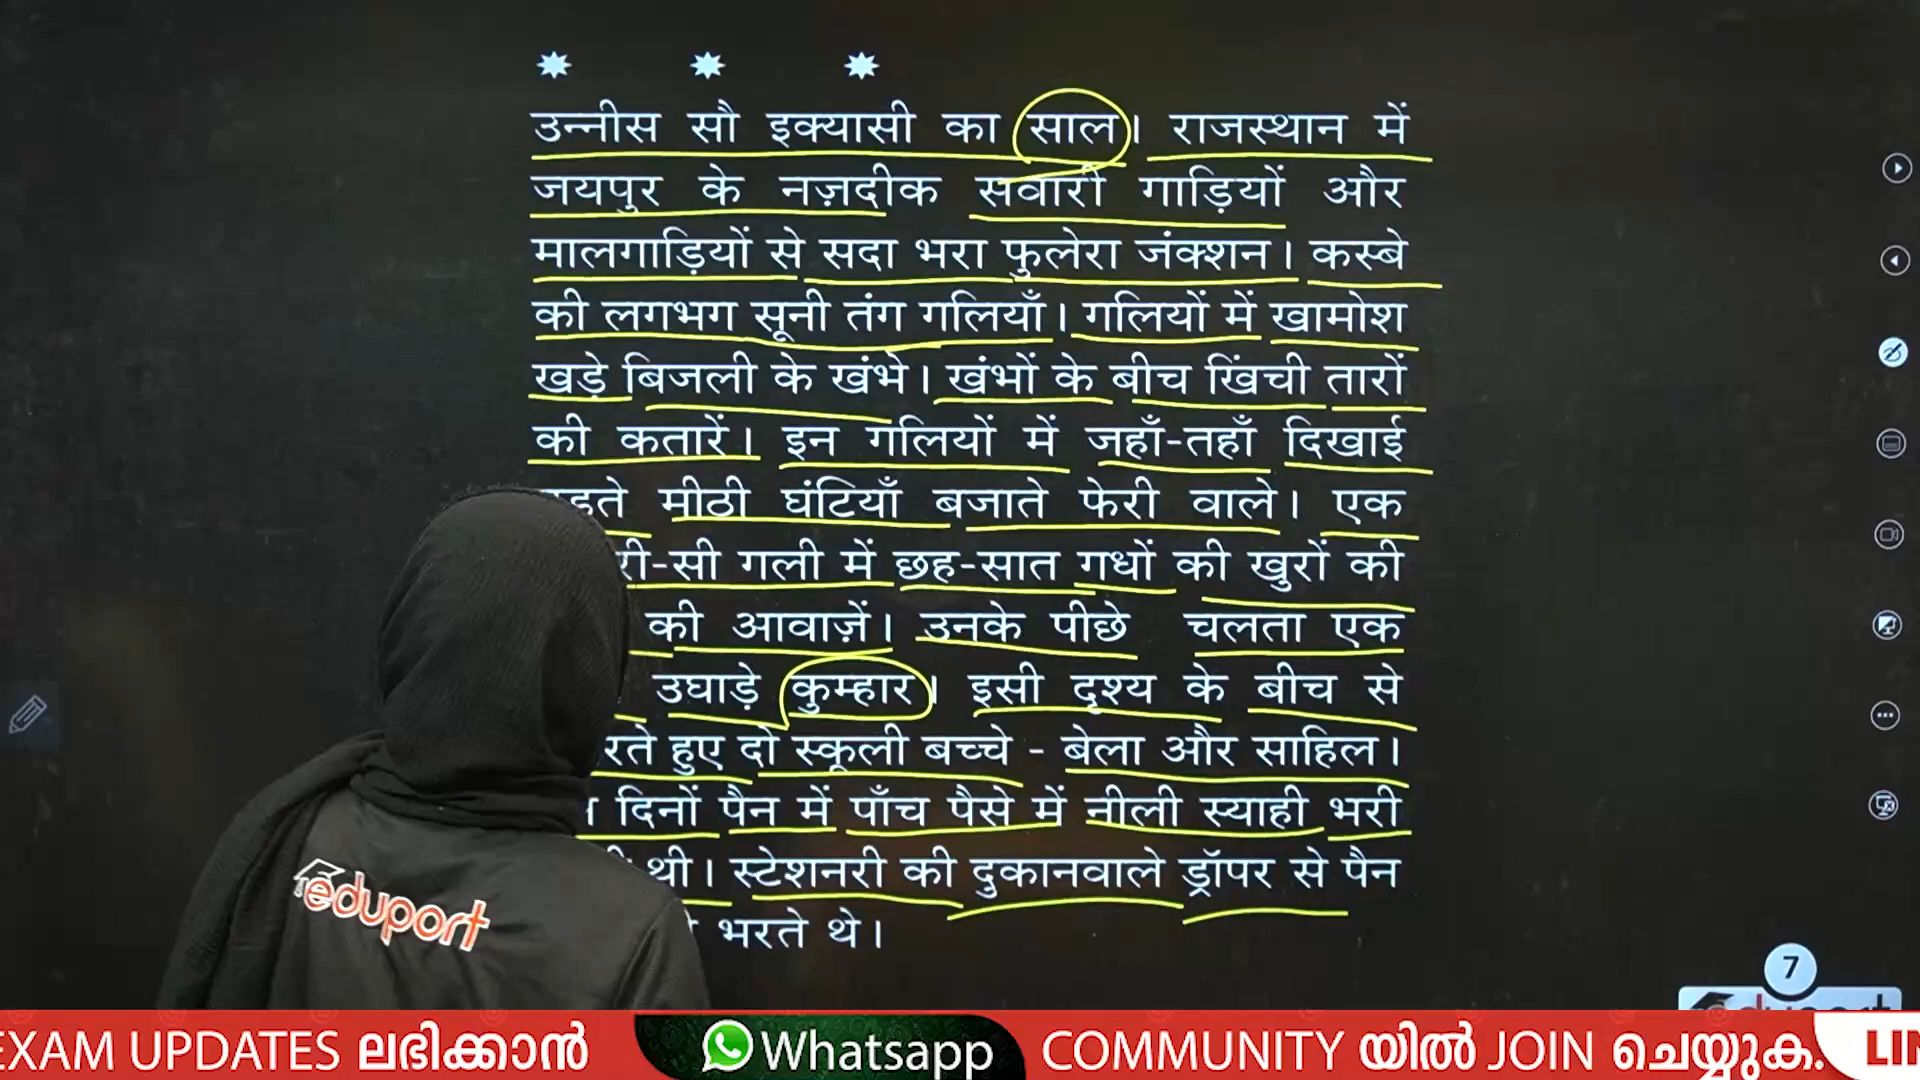 उन्नीस सौ इक्यासी का साल। राजस्थान में
जयपुर के नज़दीक सवारी गाड़ियों और
मालगाड़ियों से सदा भरा फुलेरा जंक्शन। कस्बे
की लगभग सूनी तंग गलियाँ। गलियों में खामोश
खड़े बिजली के खंभे। खंभों के बीच खिंची तारों
की कतारें। इन गलियों में जहाँ-तहाँ दिखाई
मीठी घंटियाँ बजाते फेरी वाले। एक
गली में छह-सात गधों की खुरों की
की आवाज़ें। उनके पीछे चलता एक
उघाड़े कुम्हार। इसी दृश्य के बीच से
हुए दो स्कूली बच्चे - बेला और साहिल।
दिनों पैन में पाँच पैसे में नीली स्याही भरी
थी। स्टेशनरी की दुकानवाले ड्रॉपर से पैन
भरते थे।
eduport
7
eduport
EXAM UPDATES ലഭിക്കാൻ Whatsapp COMMUNITY യിൽ JOIN ചെയ്യുക.